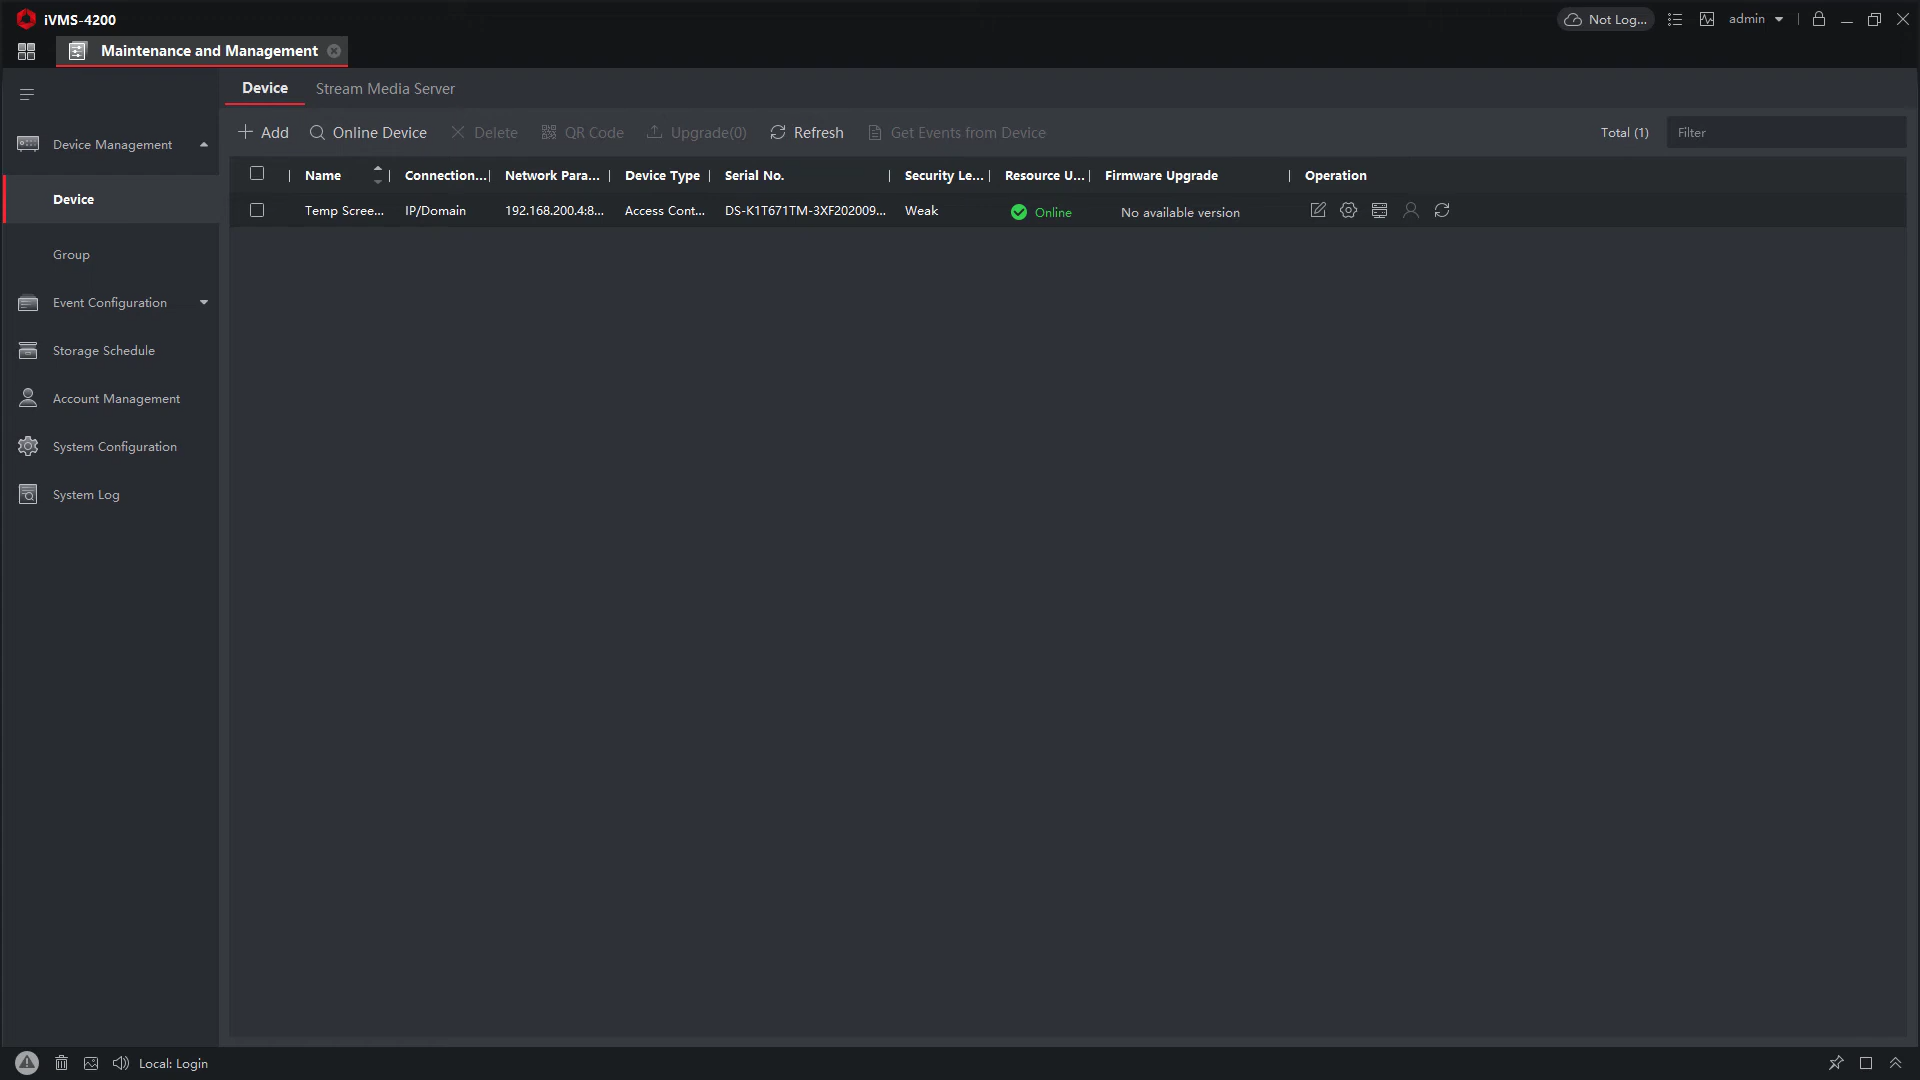 iVMS-4200
Not Log...
admin
Maintenance and Management
Device
Stream Media Server
Add
Online Device
Delete
QR Code
Upgrade(0)
Refresh
Get Events from Device
Total (1)
Filter
Device Management
Device
Group
Event Configuration
Storage Schedule
Account Management
System Configuration
System Log
Name
Connection...
Network Para...
Device Type
Serial No.
Security Le...
Resource U...
Firmware Upgrade
Operation
Temp Scree...
IP/Domain
192.168.200.4:8...
Access Cont...
DS-K1T671TM-3XF202009...
Weak
Online
No available version
Local: Login